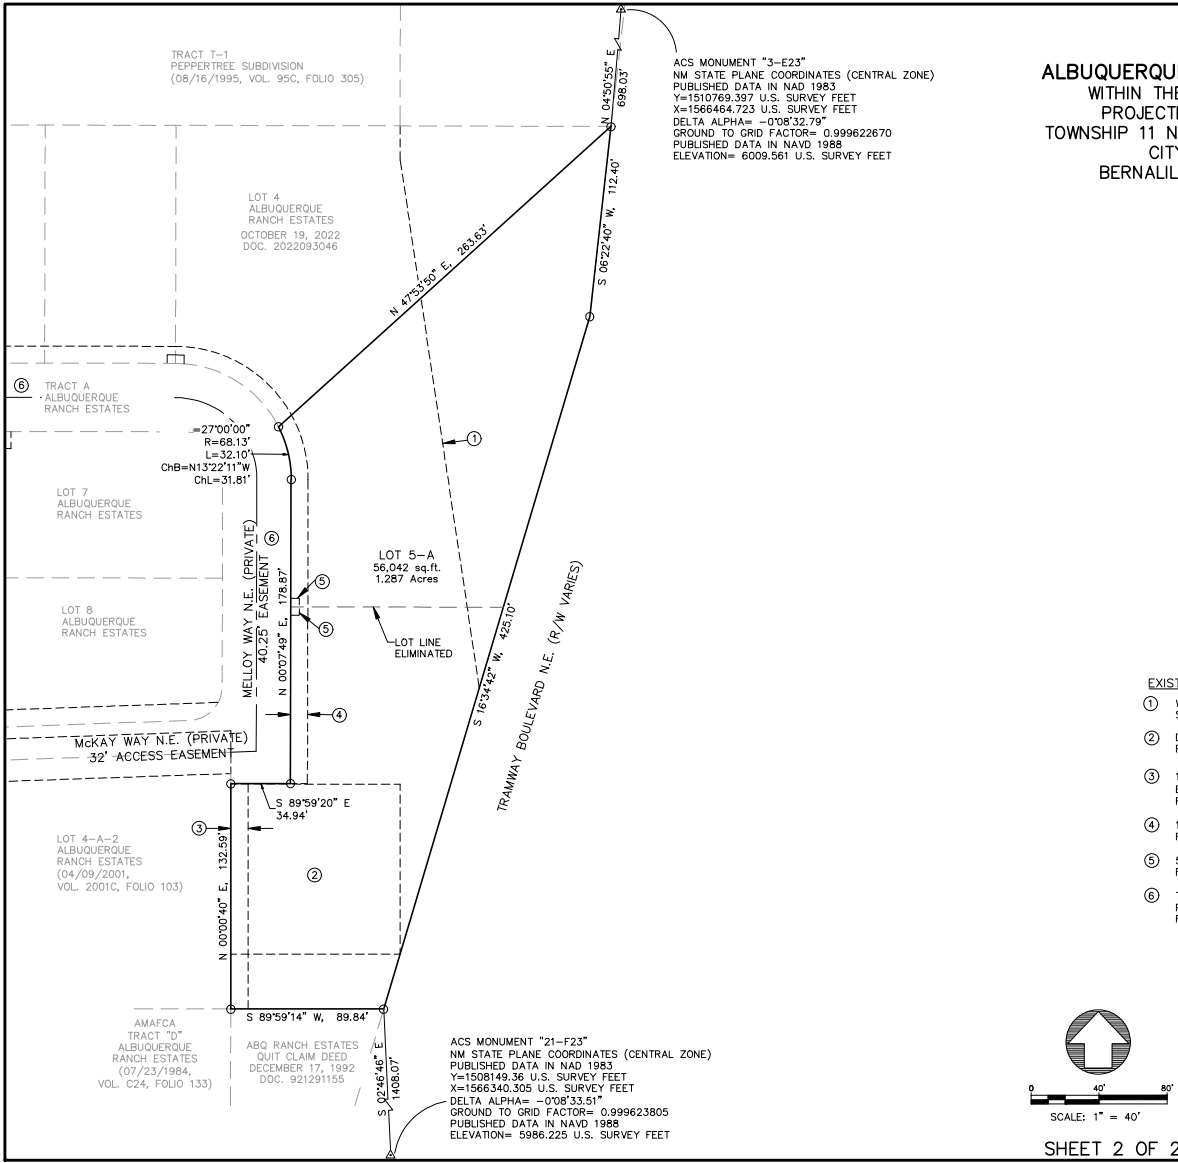 TRACT T-1
PEPPERTREE SUBDIVISION
(08/16/1995, VOL. 95C, FOLIO 305)
N 04°50'55" E
698.03'
ACS MONUMENT "3-E23"
NM STATE PLANE COORDINATES (CENTRAL ZONE)
PUBLISHED DATA IN NAD 1983
Y=1510769.397 U.S. SURVEY FEET
X=1566464.723 U.S. SURVEY FEET
DELTA ALPHA= -0°08'32.79"
GROUND TO GRID FACTOR= 0.999622670
PUBLISHED DATA IN NAVD 1988
ELEVATION= 6009.561 U.S. SURVEY FEET
ALBUQUERQU
WITHIN THE
PROJECT
TOWNSHIP 11 N
CITY
BERNALIL
LOT 4
ALBUQUERQUE
RANCH ESTATES
OCTOBER 19, 2022
DOC. 2022093046
N 47°53'50" E, 263.63'
S 06°22'40" W, 112.40'
6
TRACT A
ALBUQUERQUE
RANCH ESTATES
=27°00'00"
R=68.13'
L=32.10'
ChB=N13°22'11"W
ChL=31.81'
1
LOT 7
ALBUQUERQUE
RANCH ESTATES
MELLOY WAY N.E. (PRIVATE)
40.25' EASEMENT
6
N 00°07'49" E, 178.87'
LOT 5-A
56,042 sq.ft.
1.287 Acres
5
5
LOT 8
ALBUQUERQUE
RANCH ESTATES
LOT LINE
ELIMINATED
S 16°34'42" W, 425.10'
TRAMWAY BOULEVARD N.E. (R/W VARIES)
4
McKAY WAY N.E. (PRIVATE)
32' ACCESS EASEMEN
S 89°59'20" E
34.94'
3
LOT 4-A-2
ALBUQUERQUE
RANCH ESTATES
(04/09/2001,
VOL. 2001C, FOLIO 103)
N 00°00'40" E, 132.59'
2
S 89°59'14" W, 89.84'
AMAFCA
TRACT "D"
ALBUQUERQUE
RANCH ESTATES
(07/23/1984,
VOL. C24, FOLIO 133)
ABQ RANCH ESTATES
QUIT CLAIM DEED
DECEMBER 17, 1992
DOC. 921291155
S 02°46'46" E
1408.07'
ACS MONUMENT "21-F23"
NM STATE PLANE COORDINATES (CENTRAL ZONE)
PUBLISHED DATA IN NAD 1983
Y=1508149.36 U.S. SURVEY FEET
X=1566340.305 U.S. SURVEY FEET
DELTA ALPHA= -0°08'33.51"
GROUND TO GRID FACTOR= 0.999623805
PUBLISHED DATA IN NAVD 1988
ELEVATION= 5986.225 U.S. SURVEY FEET
EXIST
1
2
3
4
5
6
0 40' 80'
SCALE: 1" = 40'
SHEET 2 OF 2